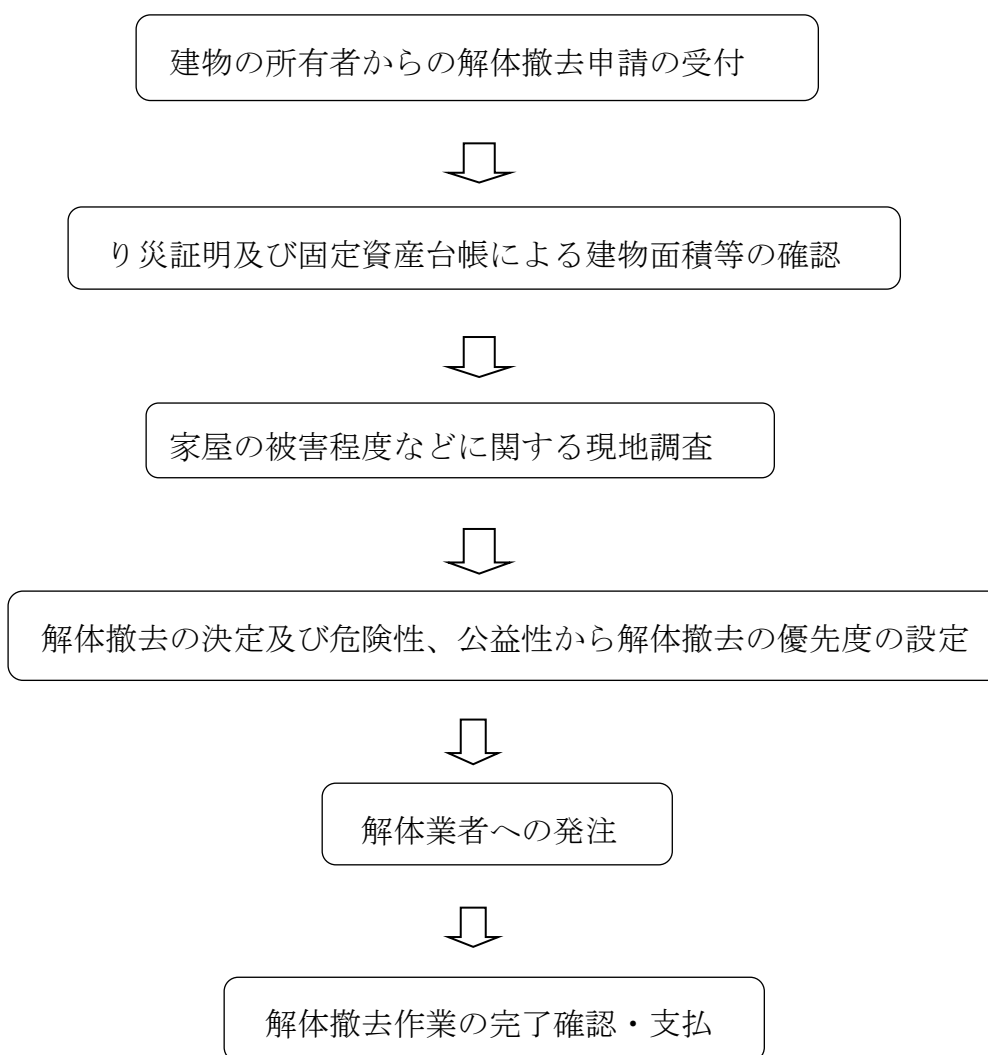 建物の所有者からの解体撤去申請の受付
り災証明及び固定資産台帳による建物面積等の確認
家屋の被害程度などに関する現地調査
解体撤去の決定及び危険性、公益性から解体撤去の優先度の設定
解体業者への発注
解体撤去作業の完了確認・支払